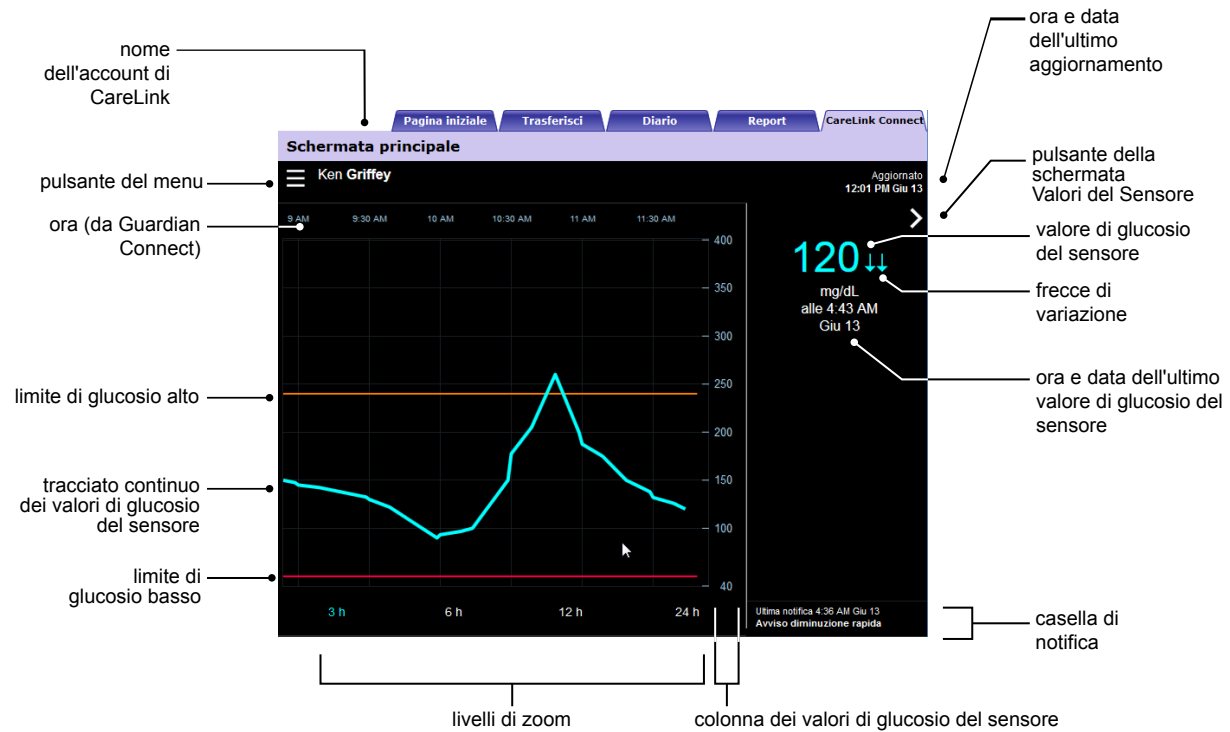 nome
dell'account di
CareLink
ora e data
dell'ultimo
aggiornamento
Pagina iniziale
Trasferisci
Diario
Report
CareLink Connect
Schermata principale
pulsante del menu
Ken Griffey
Aggiornato
12:01 PM Giu 13
pulsante della
schermata
Valori del Sensore
ora (da Guardian
Connect)
9 AM
9:30 AM
10 AM
10:30 AM
11 AM
11:30 AM
400
350
300
250
200
150
100
40
120↓↓
mg/dL
alle 4:43 AM
Giu 13
valore di glucosio
del sensore
frecce di
variazione
ora e data dell'ultimo
valore di glucosio del
sensore
limite di glucosio alto
tracciato continuo
dei valori di glucosio
del sensore
limite di
glucosio basso
3 h
6 h
12 h
24 h
Ultima notifica 4:36 AM Giu 13
Avviso diminuzione rapida
casella di
notifica
livelli di zoom
colonna dei valori di glucosio del sensore